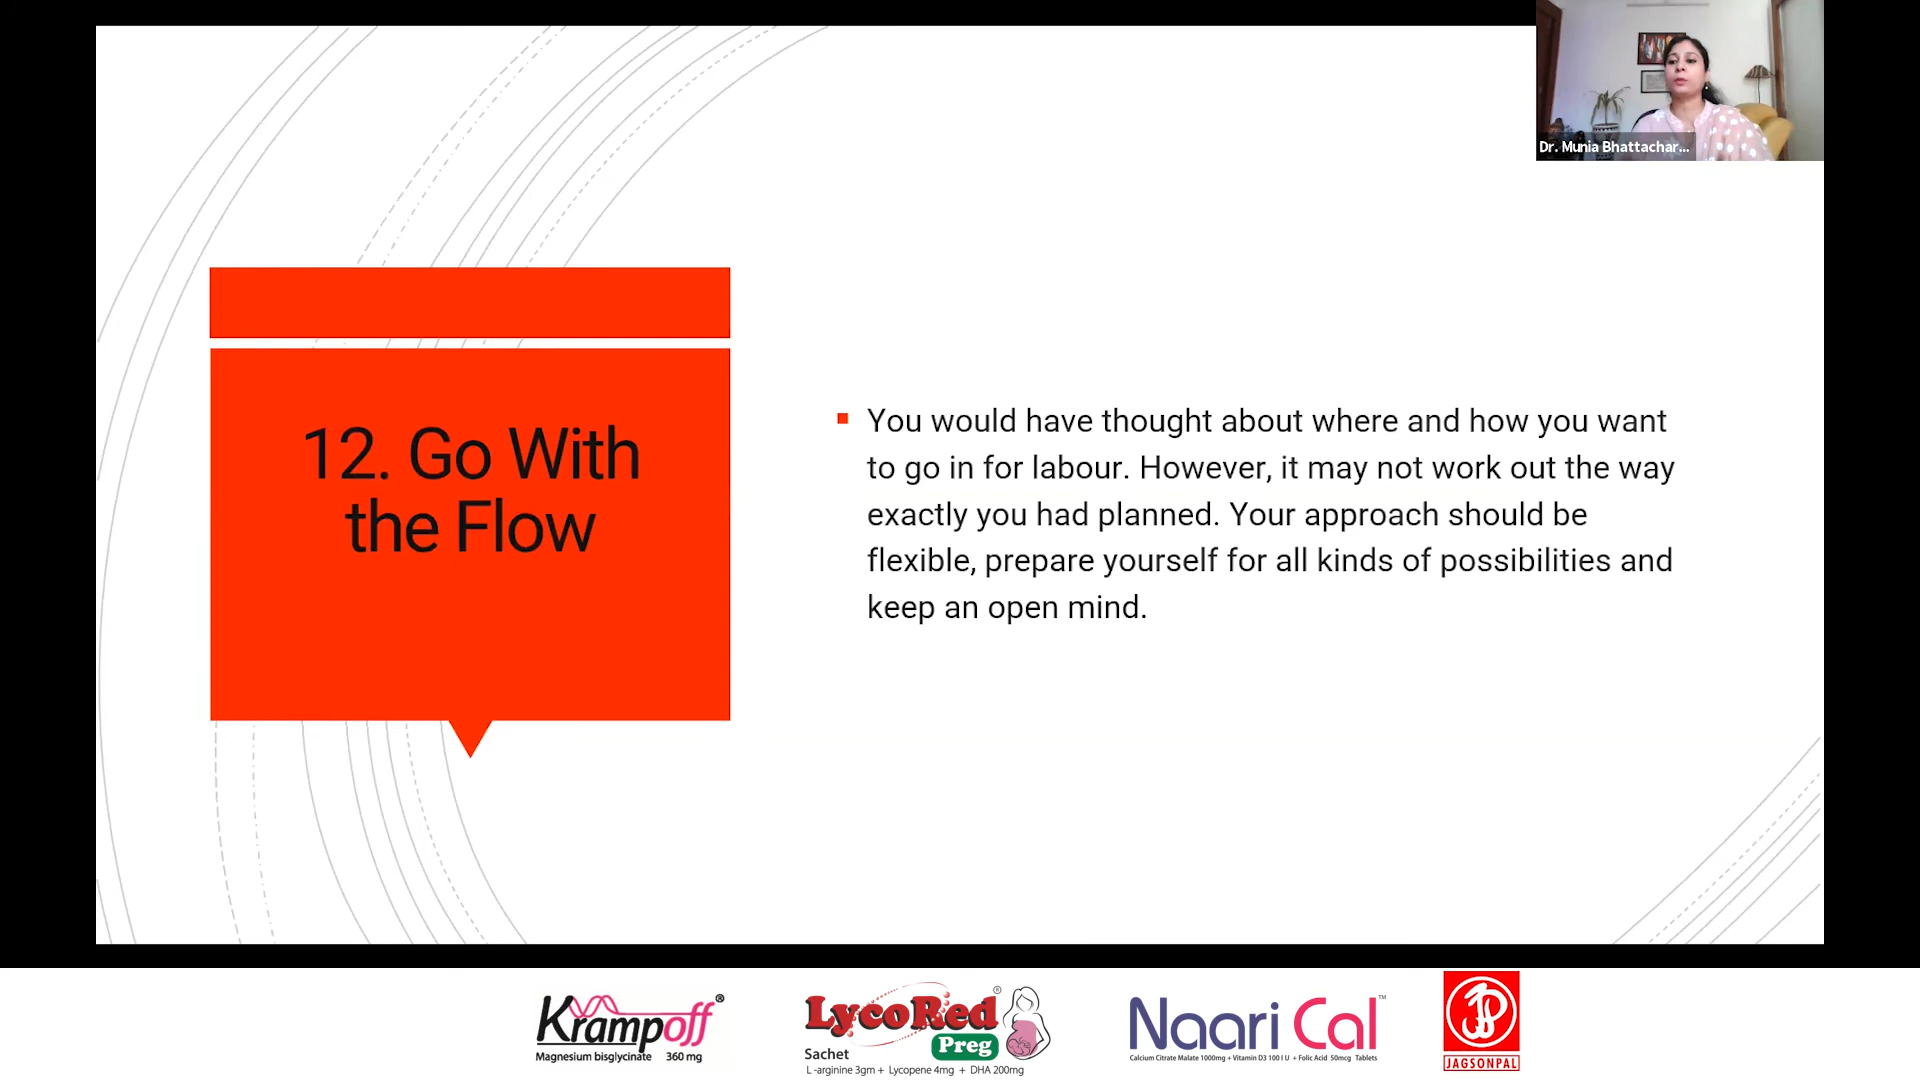 Dr. Munia Bhattachar...
12. Go With
the Flow
You would have thought about where and how you want
to go in for labour. However, it may not work out the way
exactly you had planned. Your approach should be
flexible, prepare yourself for all kinds of possibilities and
keep an open mind.
Krampoff®
Magnesium bisglycinate 360 mg
LycoRed®
Preg
Sachet
L-arginine 3gm + Lycopene 4mg + DHA 200mg
Naari Cal™
Calcium Citrate Malate 1000mg + Vitamin D3 100 I U + Folic Acid 50mcg Tablets
JAGSONPAL